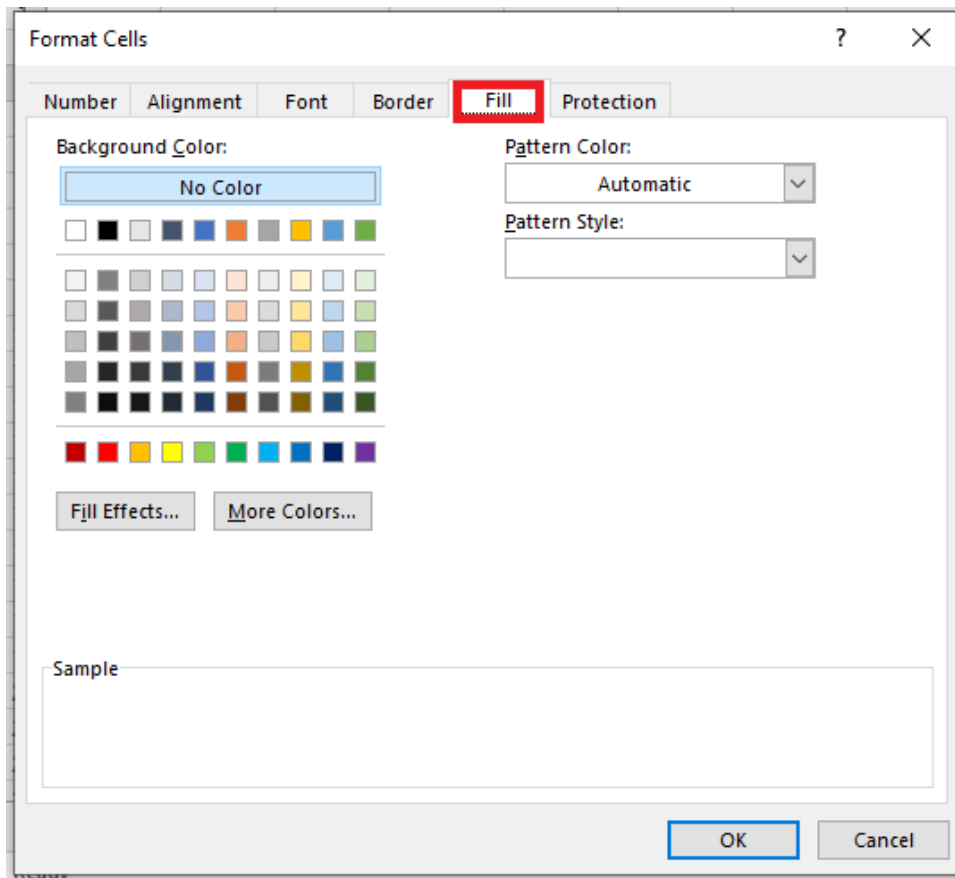 Format Cells ?
Number Alignment Font Border Fill Protection
Background Color:
No Color
Pattern Color:
Automatic
Pattern Style:
Fill Effects... More Colors...
Sample
OK Cancel